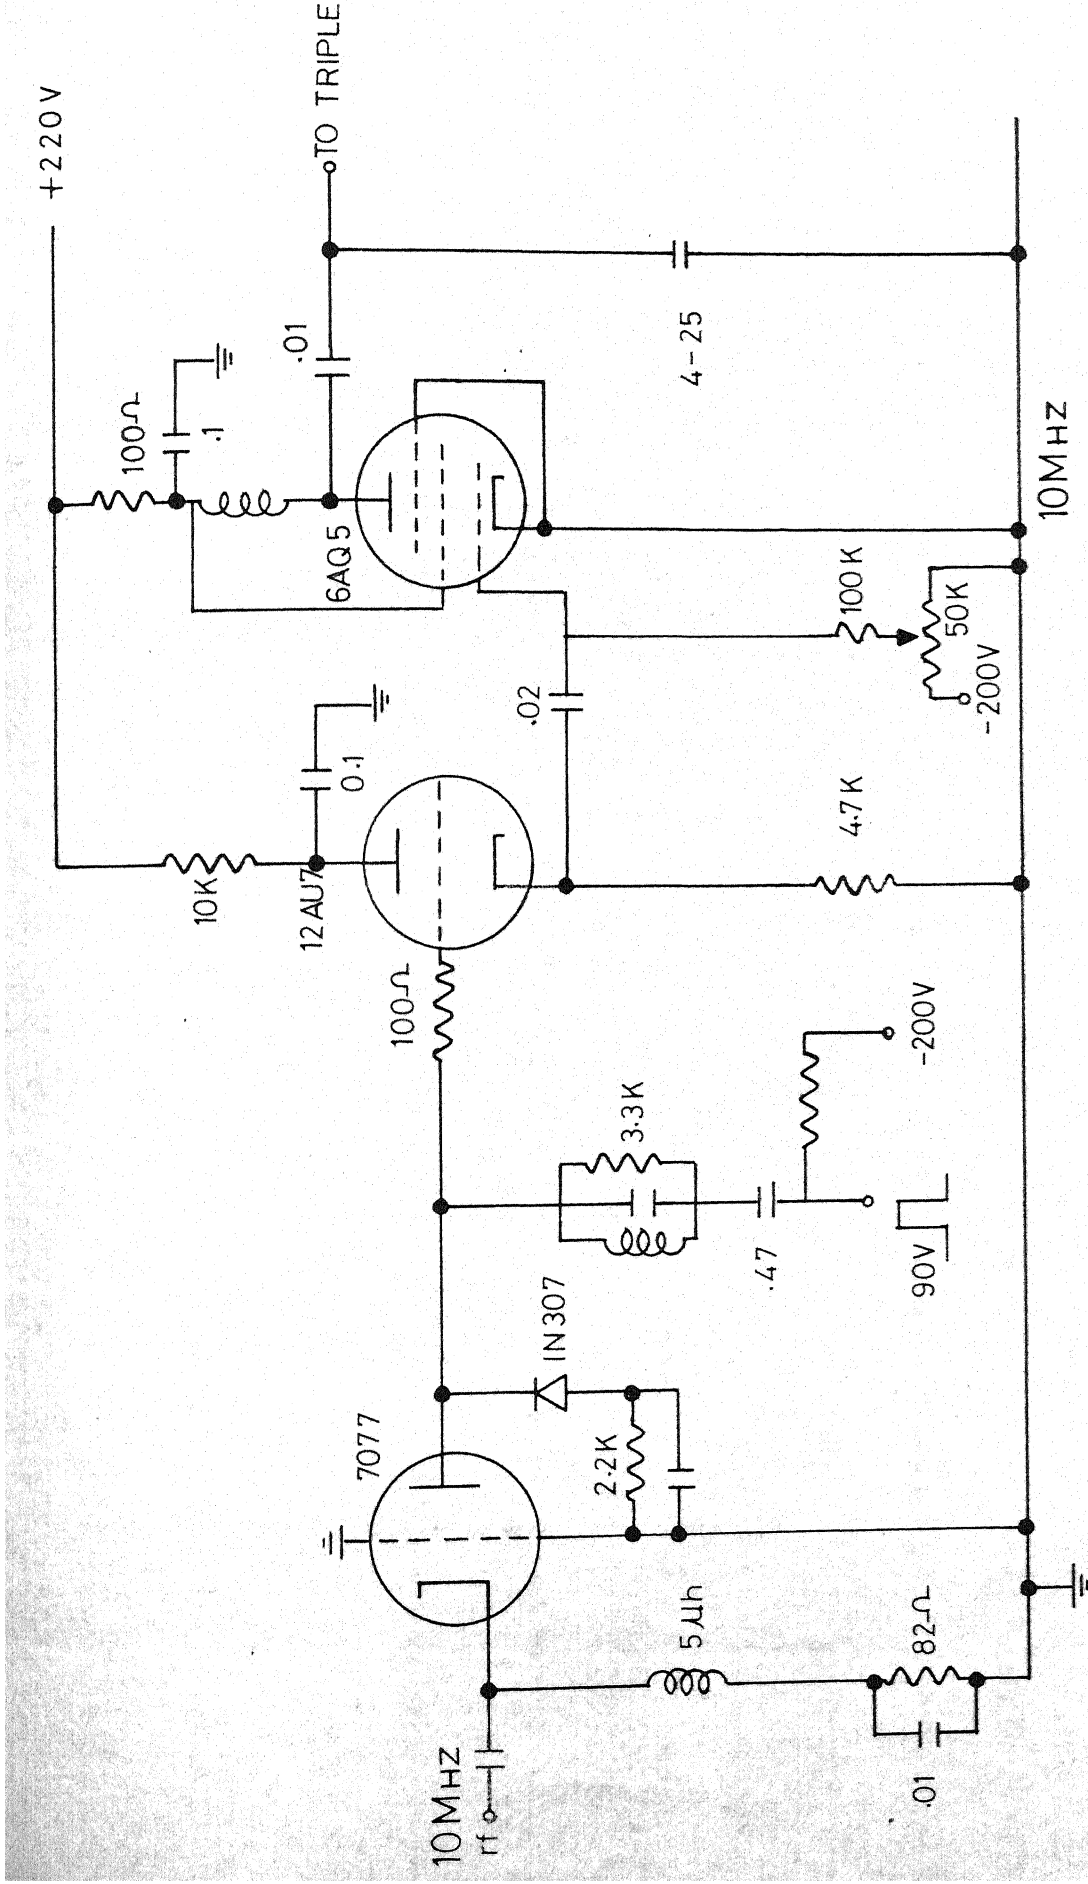 +220V
TO TRIPLE
100Ω
.1
.01
6AQ5
4-25
10MHz
10K
12AU7
0.1
.02
100K
50K
-200V
4.7K
100Ω
3.3K
.47
-200V
90V
7077
IN307
2.2K
5μh
82Ω
.01
10MHz
rf